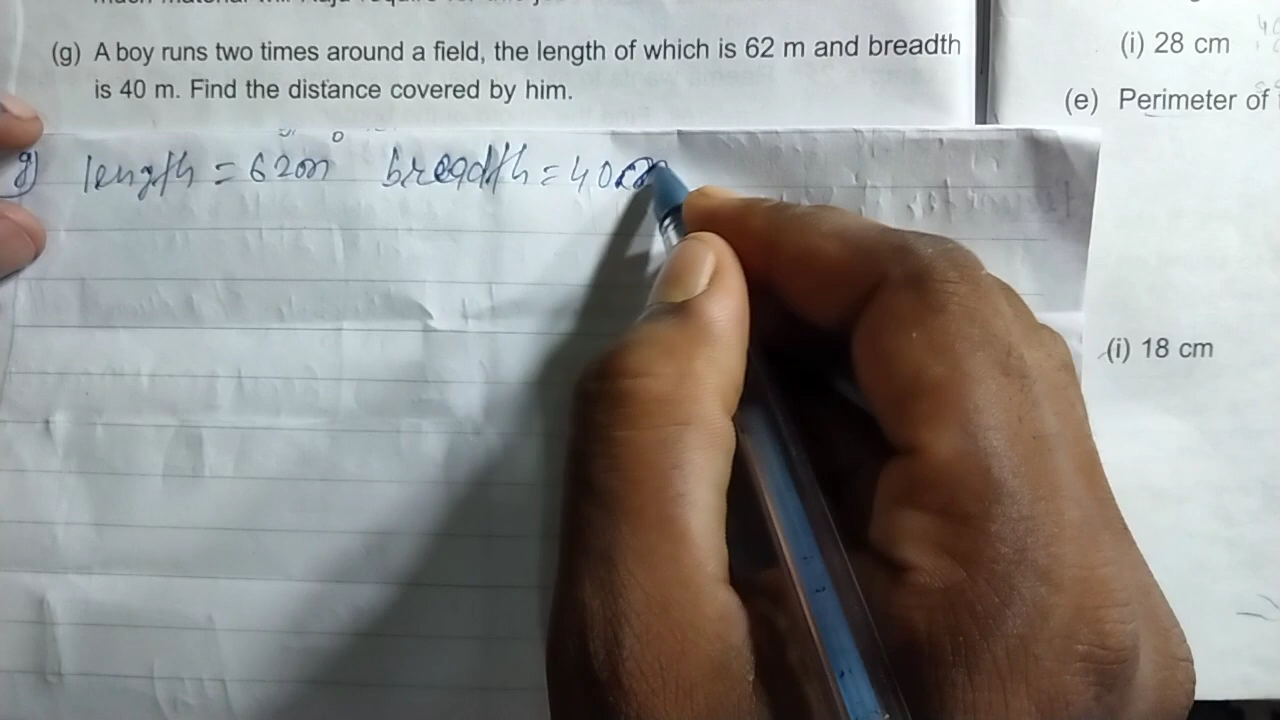 (g) A boy runs two times around a field, the length of which is 62 m and breadth
is 40 m. Find the distance covered by him.
g) length = 62m breadth = 40m
(i) 28 cm
(e) Perimeter of
(i) 18 cm